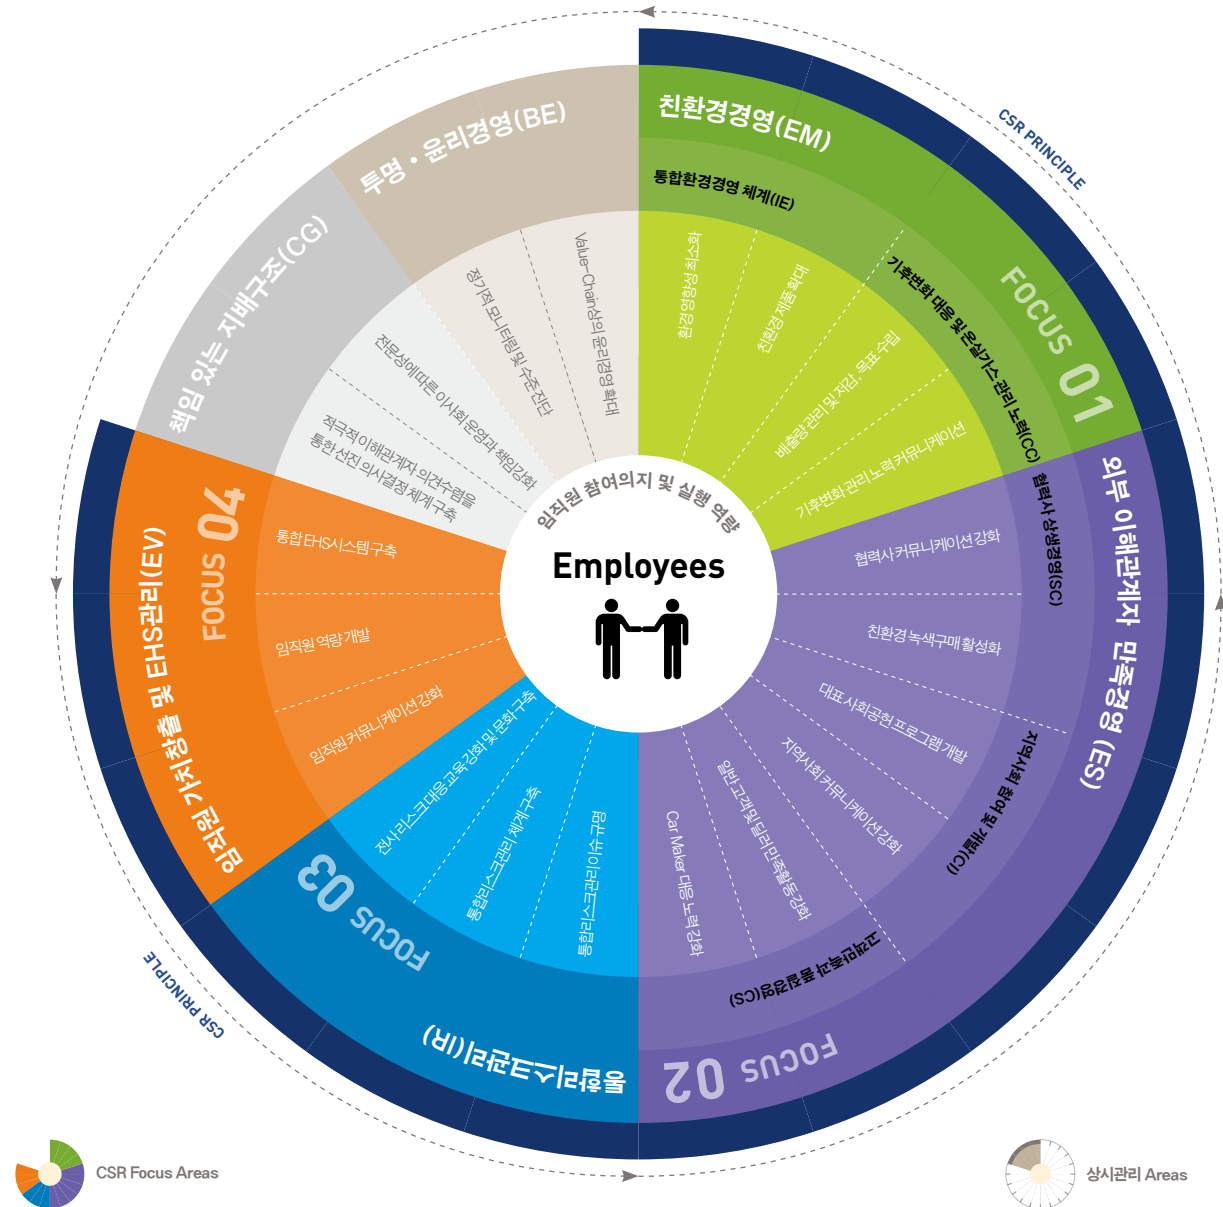 CSR PRINCIPLE
친환경경영(EM)
FOCUS 01
통합환경경영 체계(IE)
환경영향성 최소화
친환경 제품 확대
기후변화 대응 및 온실가스 관리 노력(CC)
배출량 관리 및 저감, 목표 수립
기후변화 관리 노력 커뮤니케이션
외부 이해관계자 만족경영 (ES)
FOCUS 02
협력사 상생경영(SC)
협력사 커뮤니케이션 강화
친환경 녹색구매 활성화
지역사회 참여 및 개발(CI)
대표 사회공헌 프로그램 개발
지역사회 커뮤니케이션 강화
고객만족과 품질경영(CS)
일반 고객 및 딜러 만족활동 강화
Car Maker 대응 노력 강화
통합리스크관리(IR)
FOCUS 03
통합리스크관리 이슈 규명
통합리스크관리 체계 구축
전사 리스크 대응 교육 강화 및 문화 구축
임직원 가치창출 및 EHS관리(EV)
FOCUS 04
임직원 커뮤니케이션 강화
임직원 역량 개발
통합 EHS시스템 구축
책임 있는 지배구조(CG)
적극적 이해관계자 의견수렴을
통한 선진 의사결정 체계 구축
전문성에 따른 이사회 운영과 책임강화
투명·윤리경영(BE)
정기적 모니터링 및 수준 진단
Value-Chain상의 윤리경영 확대
임직원 참여의지 및 실행 역량
Employees
CSR PRINCIPLE
CSR Focus Areas
상시관리 Areas